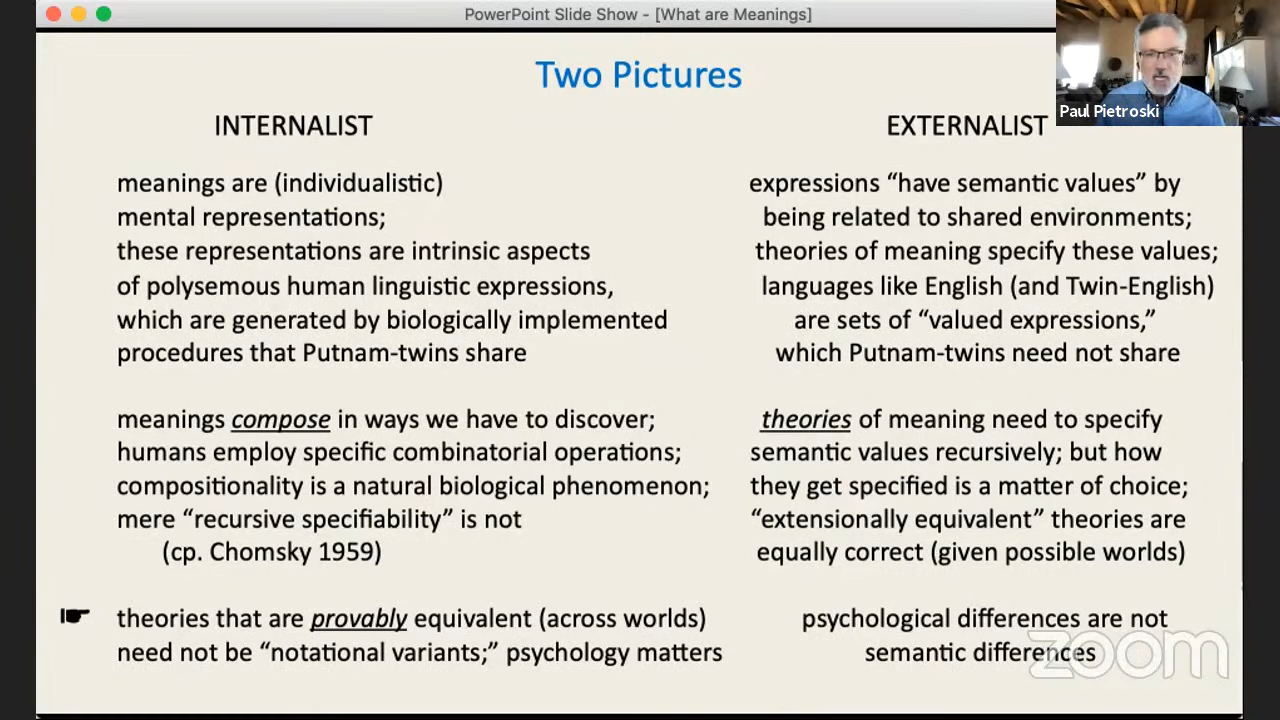 PowerPoint Slide Show - [What are Meanings]
Two Pictures
Paul Pietroski
INTERNALIST
meanings are (individualistic)
mental representations;
these representations are intrinsic aspects
of polysemous human linguistic expressions,
which are generated by biologically implemented
procedures that Putnam-twins share
meanings compose in ways we have to discover;
humans employ specific combinatorial operations;
compositionality is a natural biological phenomenon;
mere “recursive specifiability” is not
(cp. Chomsky 1959)
theories that are provably equivalent (across worlds)
need not be “notational variants;” psychology matters
EXTERNALIST
expressions “have semantic values” by
being related to shared environments;
theories of meaning specify these values;
languages like English (and Twin-English)
are sets of “valued expressions,”
which Putnam-twins need not share
theories of meaning need to specify
semantic values recursively; but how
they get specified is a matter of choice;
“extensionally equivalent” theories are
equally correct (given possible worlds)
psychological differences are not
semantic differences
zoom